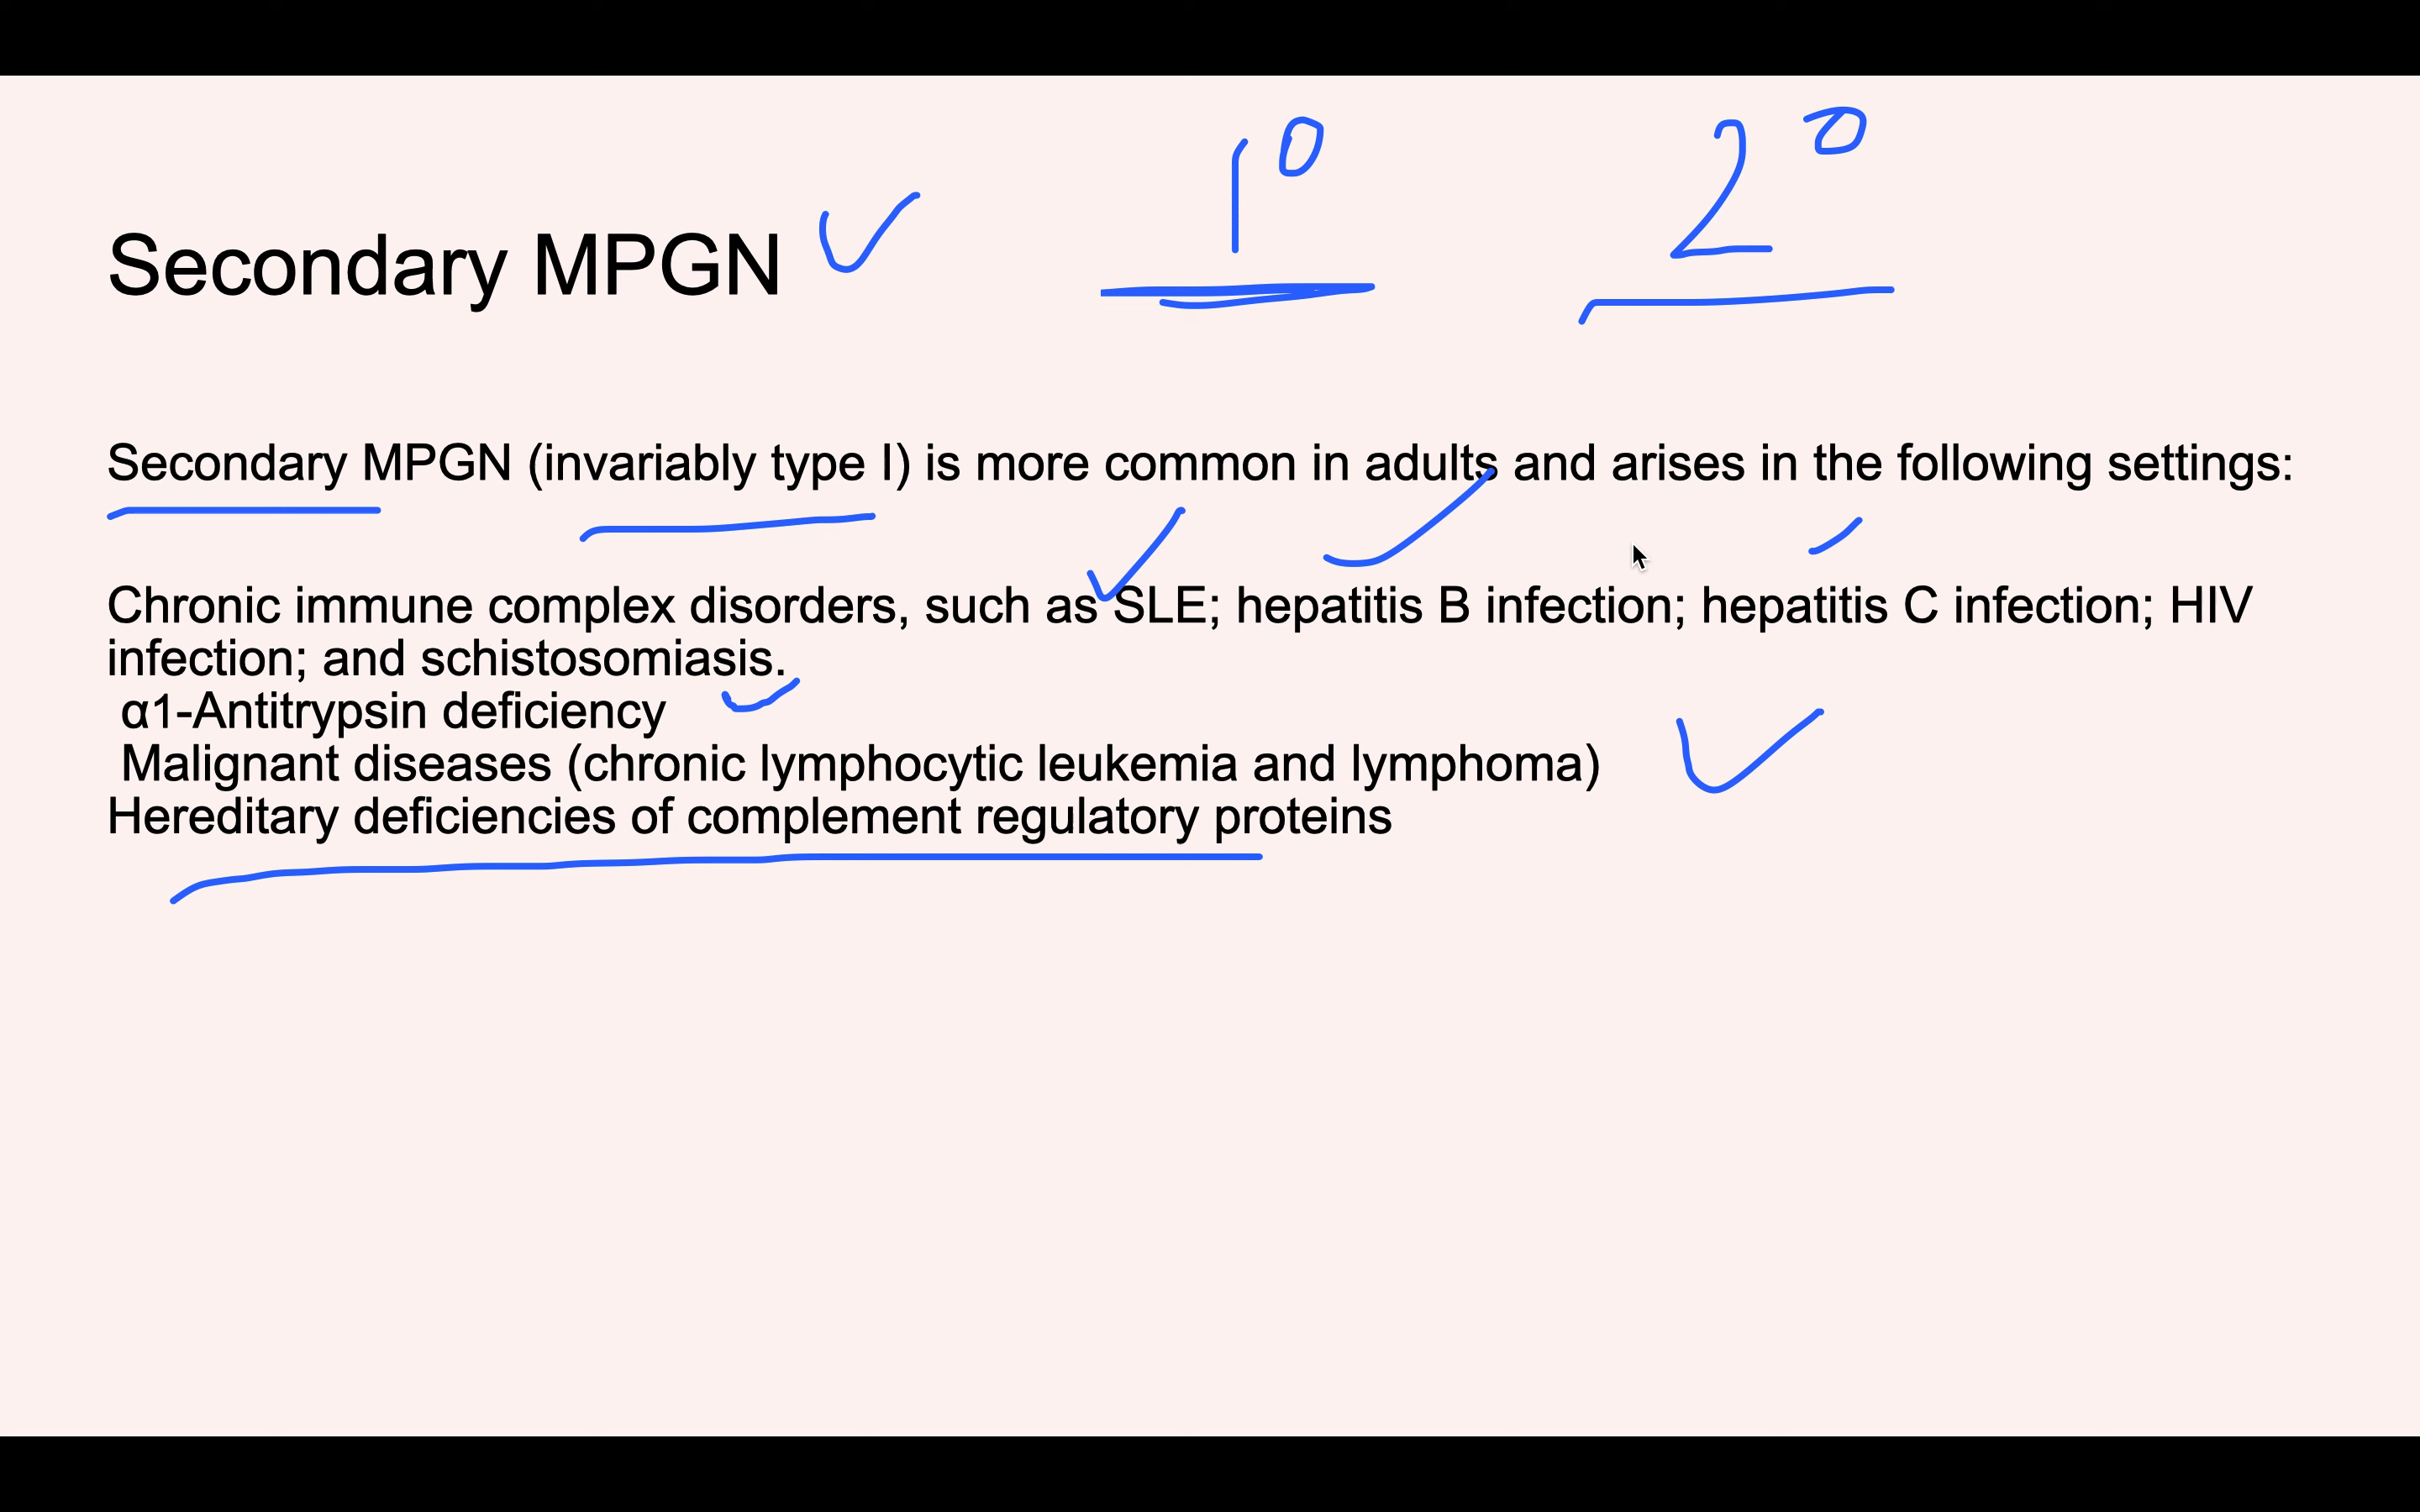 1⁰ 2⁰
Secondary MPGN
Secondary MPGN (invariably type I) is more common in adults and arises in the following settings:
Chronic immune complex disorders, such as SLE; hepatitis B infection; hepatitis C infection; HIV
infection; and schistosomiasis.
α1-Antitrypsin deficiency
Malignant diseases (chronic lymphocytic leukemia and lymphoma)
Hereditary deficiencies of complement regulatory proteins